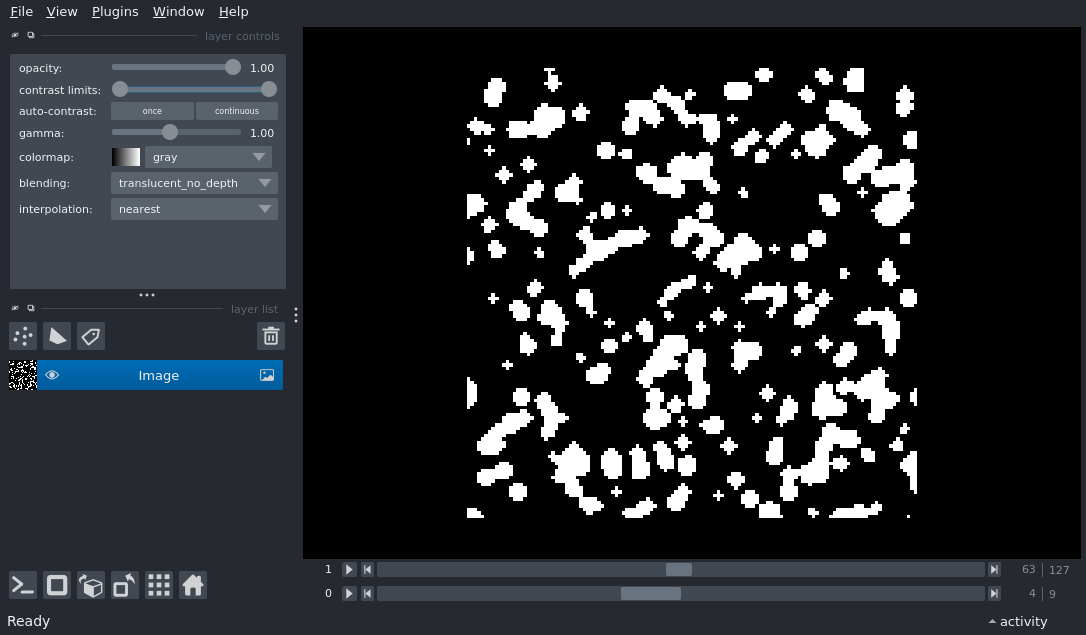 File View Plugins Window Help
layer controls
opacity: 1.00
contrast limits:
auto-contrast: once continuous
gamma: 1.00
colormap: gray
blending: translucent_no_depth
interpolation: nearest
layer list
Image
1 63 127
0 4 9
Ready activity